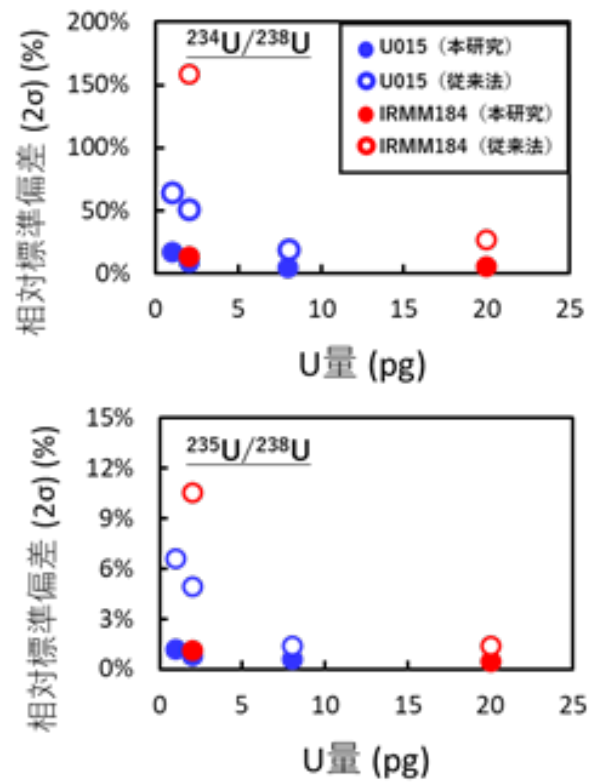 200%
150%
100%
50%
0%
²³⁴U/²³⁸U
U015（本研究）
U015（従来法）
IRMM184（本研究）
IRMM184（従来法）
相対標準偏差 (2σ) (%)
0 5 10 15 20 25
U量 (pg)
15%
12%
9%
6%
3%
0%
²³⁵U/²³⁸U
相対標準偏差 (2σ) (%)
0 5 10 15 20 25
U量 (pg)